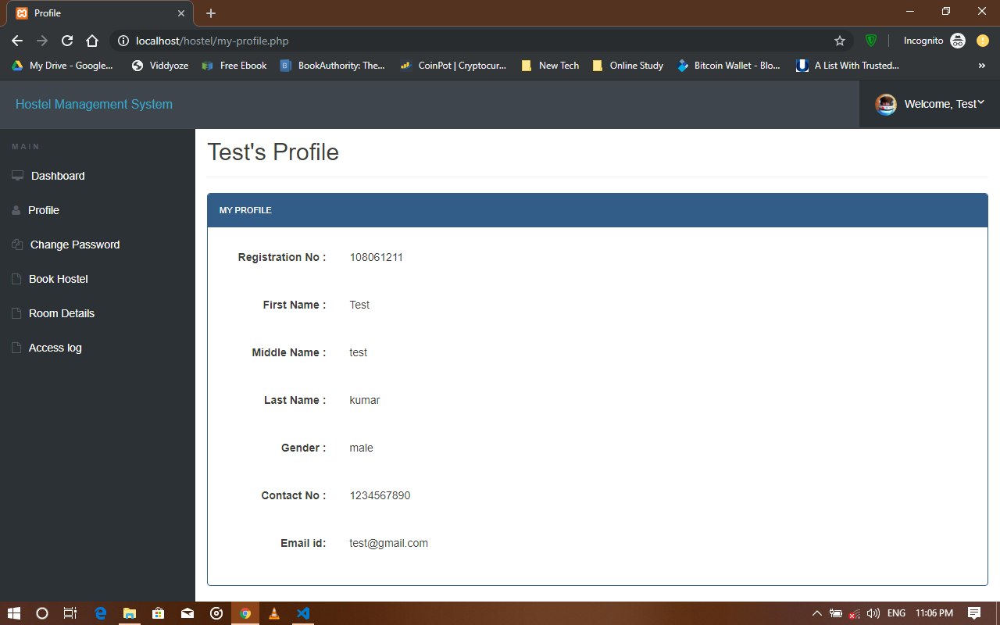 Profile
localhost/hostel/my-profile.php
Incognito
My Drive - Google...
Viddyoze
Free Ebook
BookAuthority: The...
CoinPot | Cryptocur...
New Tech
Online Study
Bitcoin Wallet - Blo...
A List With Trusted...
»
Hostel Management System
Welcome, Test
MAIN
Dashboard
Profile
Change Password
Book Hostel
Room Details
Access log
Test's Profile
MY PROFILE
Registration No : 108061211
First Name : Test
Middle Name : test
Last Name : kumar
Gender : male
Contact No : 1234567890
Email id: test@gmail.com
ENG
11:06 PM